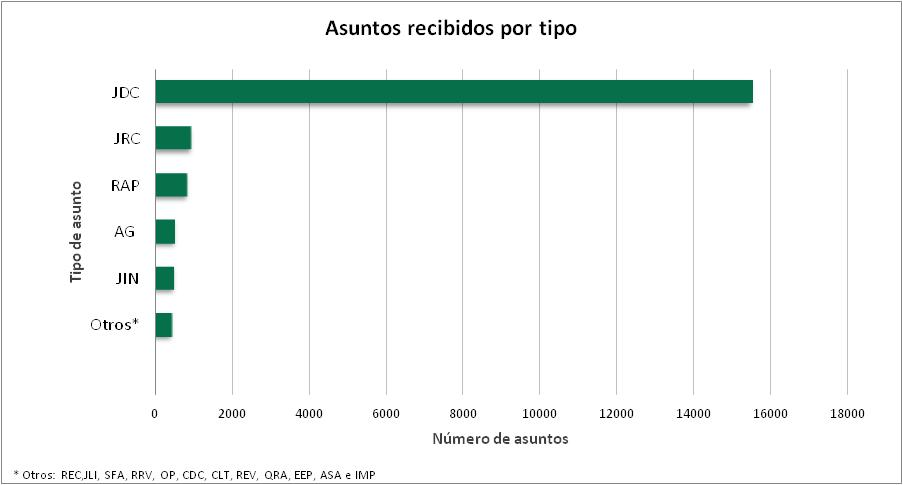 Asuntos recibidos por tipo
Tipo de asunto
JDC
JRC
RAP
AG
JIN
Otros*
0 2000 4000 6000 8000 10000 12000 14000 16000 18000
Número de asuntos
* Otros: REC,JLI, SFA, RRV, OP, CDC, CLT, REV, QRA, EEP, ASA e IMP